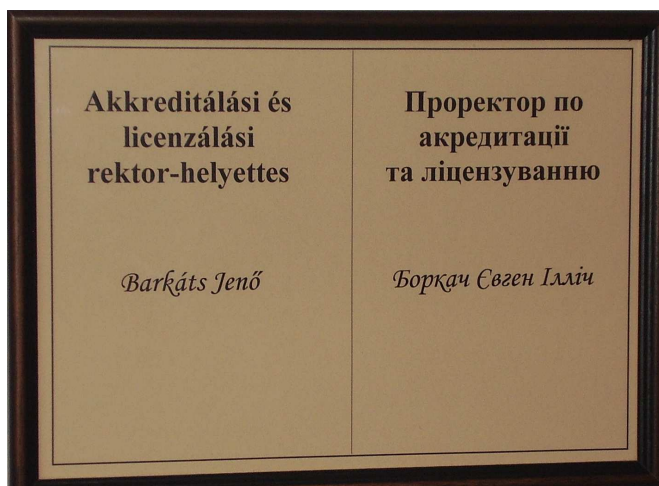 Akkreditálási és
licenzálási
rektor-helyettes
Barkáts Jenő
Проректор по
акредитації
та ліцензуванню
Боркач Євген Ілліч